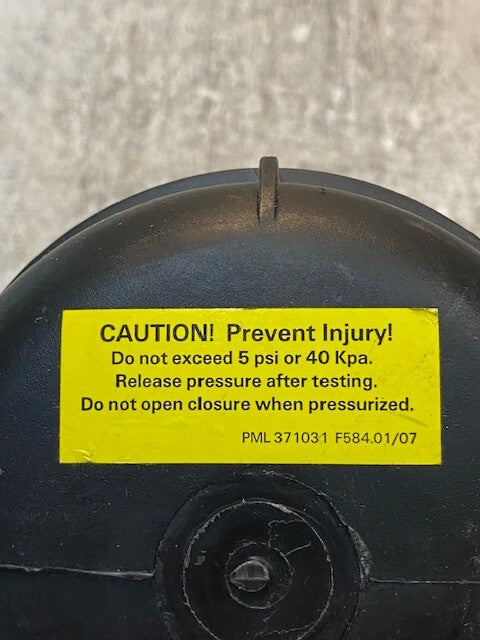 CAUTION! Prevent Injury!
Do not exceed 5 psi or 40 Kpa.
Release pressure after testing.
Do not open closure when pressurized.
PML 371031 F584.01/07